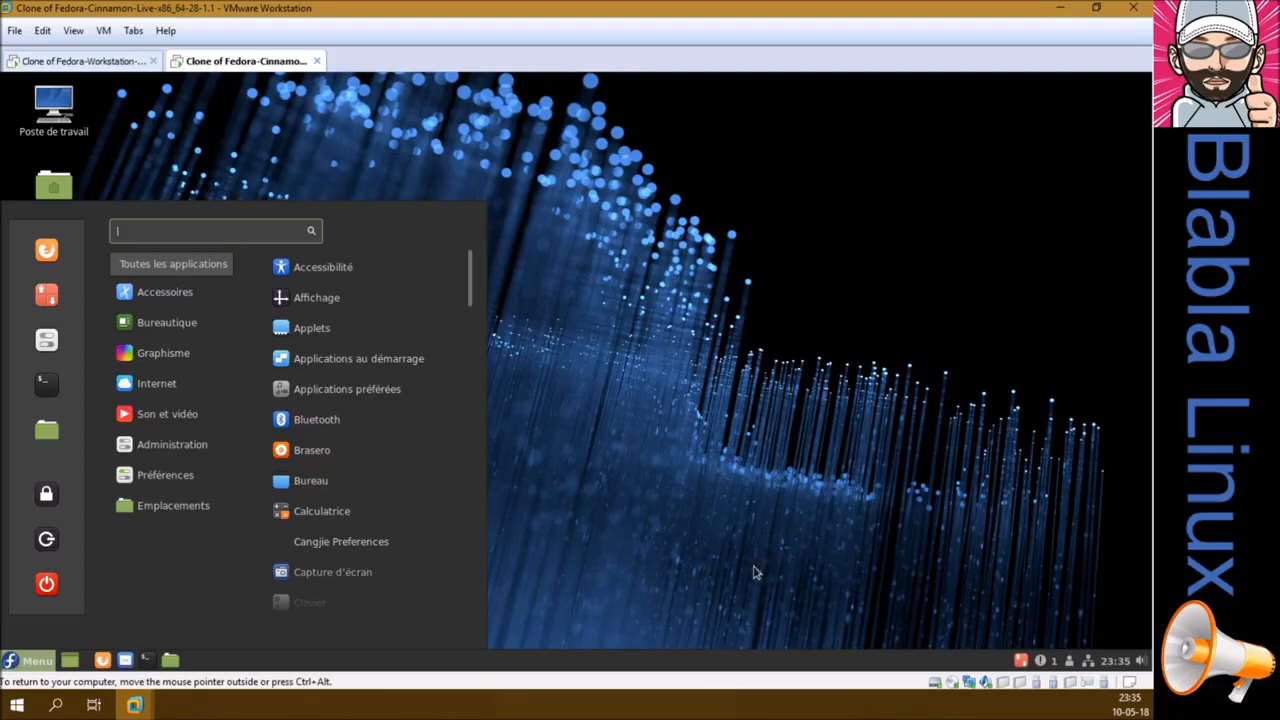 Clone of Fedora-Cinnamon-Live-x86_64-28-1.1 - VMware Workstation
File Edit View VM Tabs Help
Clone of Fedora-Workstation-...
Clone of Fedora-Cinnamo...
Poste de travail
Toutes les applications
Accessoires
Bureautique
Graphisme
Internet
Son et vidéo
Administration
Préférences
Emplacements
Accessibilité
Affichage
Applets
Applications au démarrage
Applications préférées
Bluetooth
Brasero
Bureau
Calculatrice
Cangjie Preferences
Capture d'écran
Clavier
Menu
1
23:35
To return to your computer, move the mouse pointer outside or press Ctrl+Alt.
23:35
10-05-18
Blabla Linux